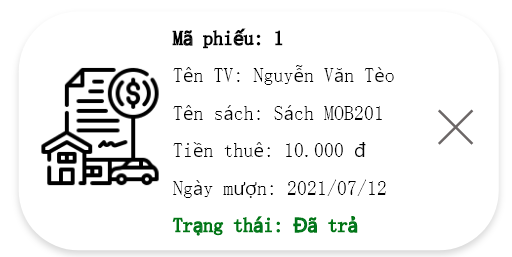 Mã phiếu: 1
Tên TV: Nguyễn Văn Tèo
Tên sách: Sách MOB201
Tiền thuê: 10.000 đ
Ngày mượn: 2021/07/12
Trạng thái: Đã trả